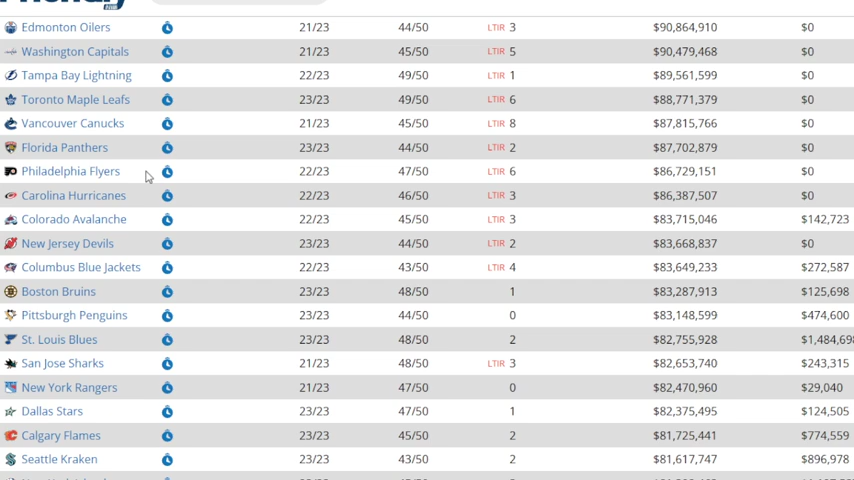 Edmonton Oilers 21/23 44/50 LTIR 3 $90,864,910 $0
Washington Capitals 21/23 45/50 LTIR 5 $90,479,468 $0
Tampa Bay Lightning 22/23 49/50 LTIR 1 $89,561,599 $0
Toronto Maple Leafs 23/23 49/50 LTIR 6 $88,771,379 $0
Vancouver Canucks 21/23 45/50 LTIR 8 $87,815,766 $0
Florida Panthers 23/23 44/50 LTIR 2 $87,702,879 $0
Philadelphia Flyers 22/23 47/50 LTIR 6 $86,729,151 $0
Carolina Hurricanes 22/23 46/50 LTIR 3 $86,387,507 $0
Colorado Avalanche 22/23 45/50 LTIR 3 $83,715,046 $142,723
New Jersey Devils 23/23 44/50 LTIR 2 $83,668,837 $0
Columbus Blue Jackets 22/23 43/50 LTIR 4 $83,649,233 $272,587
Boston Bruins 23/23 48/50 1 $83,287,913 $125,698
Pittsburgh Penguins 23/23 44/50 0 $83,148,599 $474,600
St. Louis Blues 23/23 48/50 2 $82,755,928 $1,484,698
San Jose Sharks 21/23 48/50 LTIR 3 $82,653,740 $243,315
New York Rangers 21/23 47/50 0 $82,470,960 $29,040
Dallas Stars 23/23 47/50 1 $82,375,495 $124,505
Calgary Flames 23/23 45/50 2 $81,725,441 $774,559
Seattle Kraken 23/23 43/50 2 $81,617,747 $896,978